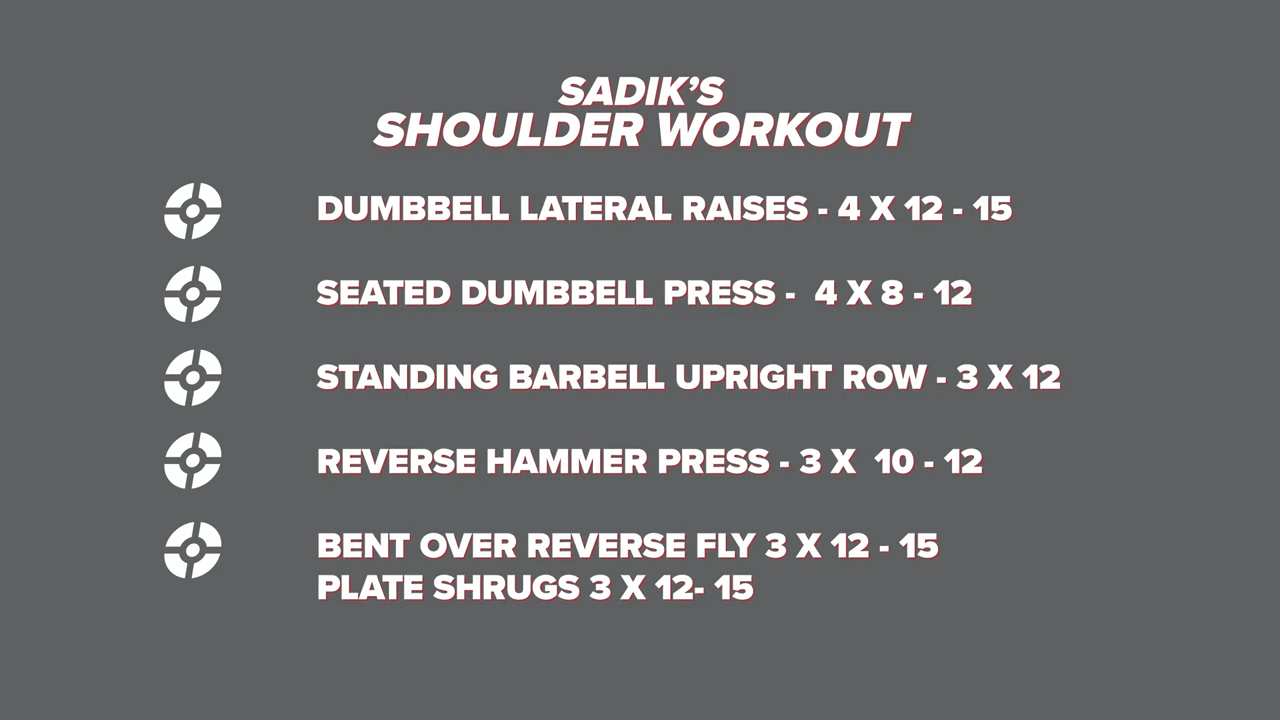 SADIK'S
SHOULDER WORKOUT
DUMBBELL LATERAL RAISES - 4 X 12 - 15
SEATED DUMBBELL PRESS -  4 X 8 - 12
STANDING BARBELL UPRIGHT ROW - 3 X 12
REVERSE HAMMER PRESS - 3 X  10 - 12
BENT OVER REVERSE FLY 3 X 12 - 15
PLATE SHRUGS 3 X 12- 15